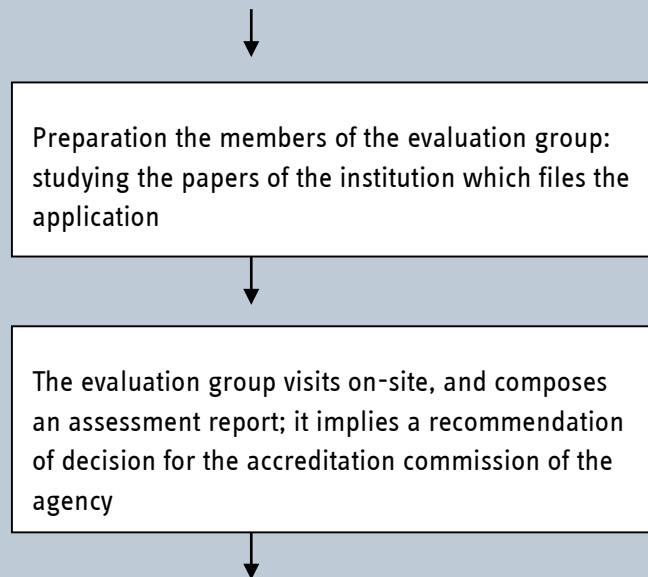 Preparation the members of the evaluation group:
studying the papers of the institution which files the
application
The evaluation group visits on-site, and composes
an assessment report; it implies a recommendation
of decision for the accreditation commission of the
agency